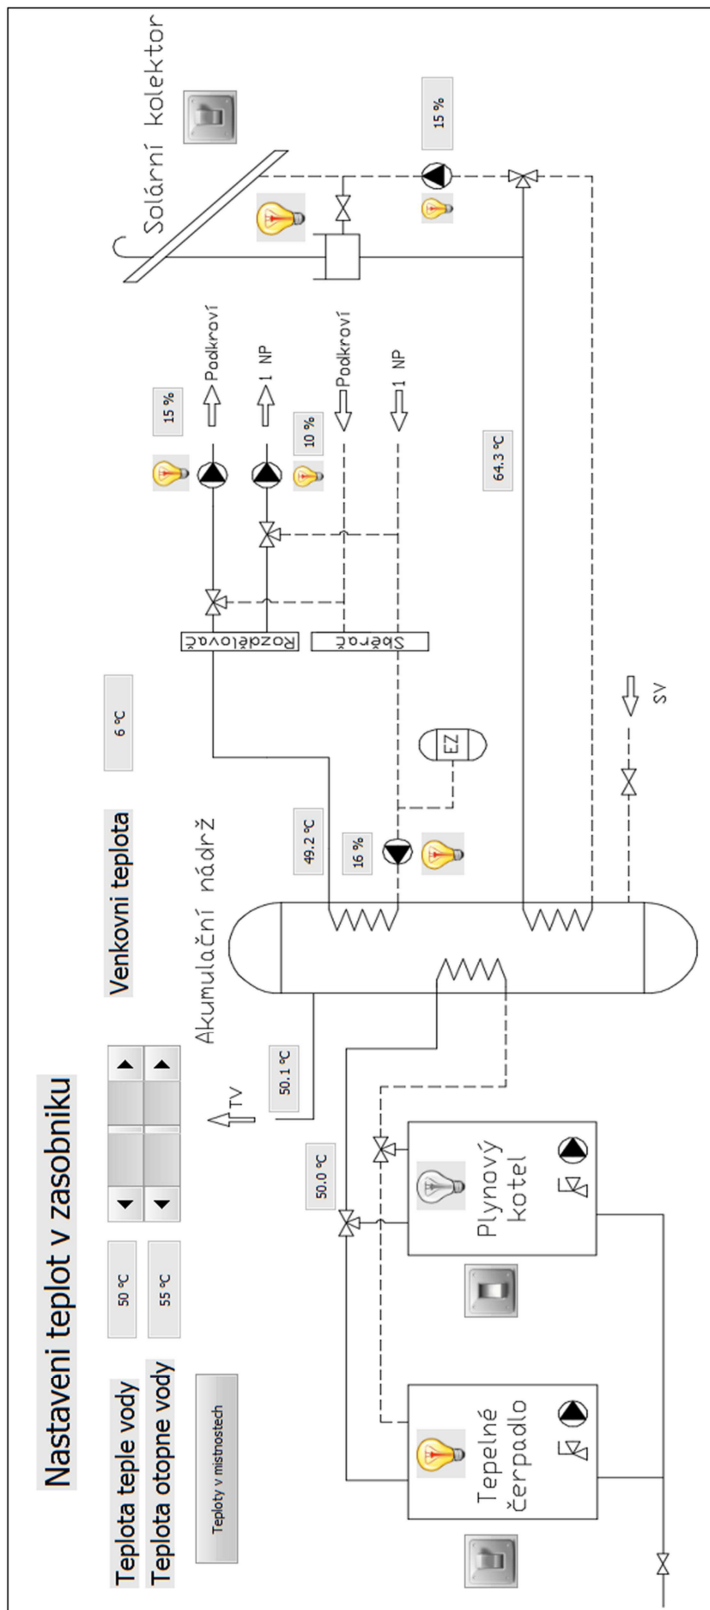 Nastaveni teplot v zasobniku
Teplota teple vody
50 °C
Teplota otopne vody
55 °C
Venkovni teplota
6 °C
Teploty v mistnostech
Solární kolektor
15 %
Podkroví
1 NP
10 %
Podkroví
1 NP
Rozdělovač
Sběrač
15 %
64.3 °C
Akumulační nádrž
49.2 °C
16 %
EZ
SV
TV
50.1 °C
50.0 °C
Plynový
kotel
Tepelné
čerpadlo